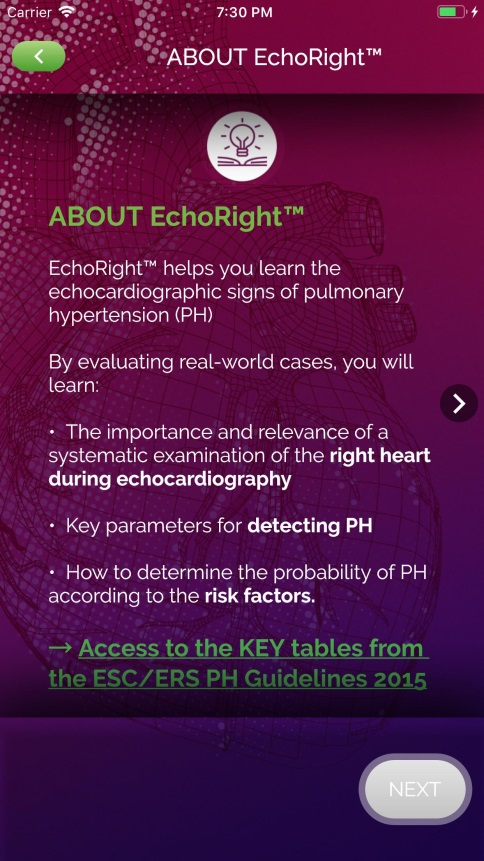 Carrier 7:30 PM
ABOUT EchoRight™
ABOUT EchoRight™
EchoRight™ helps you learn the
echocardiographic signs of pulmonary
hypertension (PH)
By evaluating real-world cases, you will
learn:
• The importance and relevance of a
systematic examination of the right heart
during echocardiography
• Key parameters for detecting PH
• How to determine the probability of PH
according to the risk factors.
→ Access to the KEY tables from
the ESC/ERS PH Guidelines 2015
NEXT